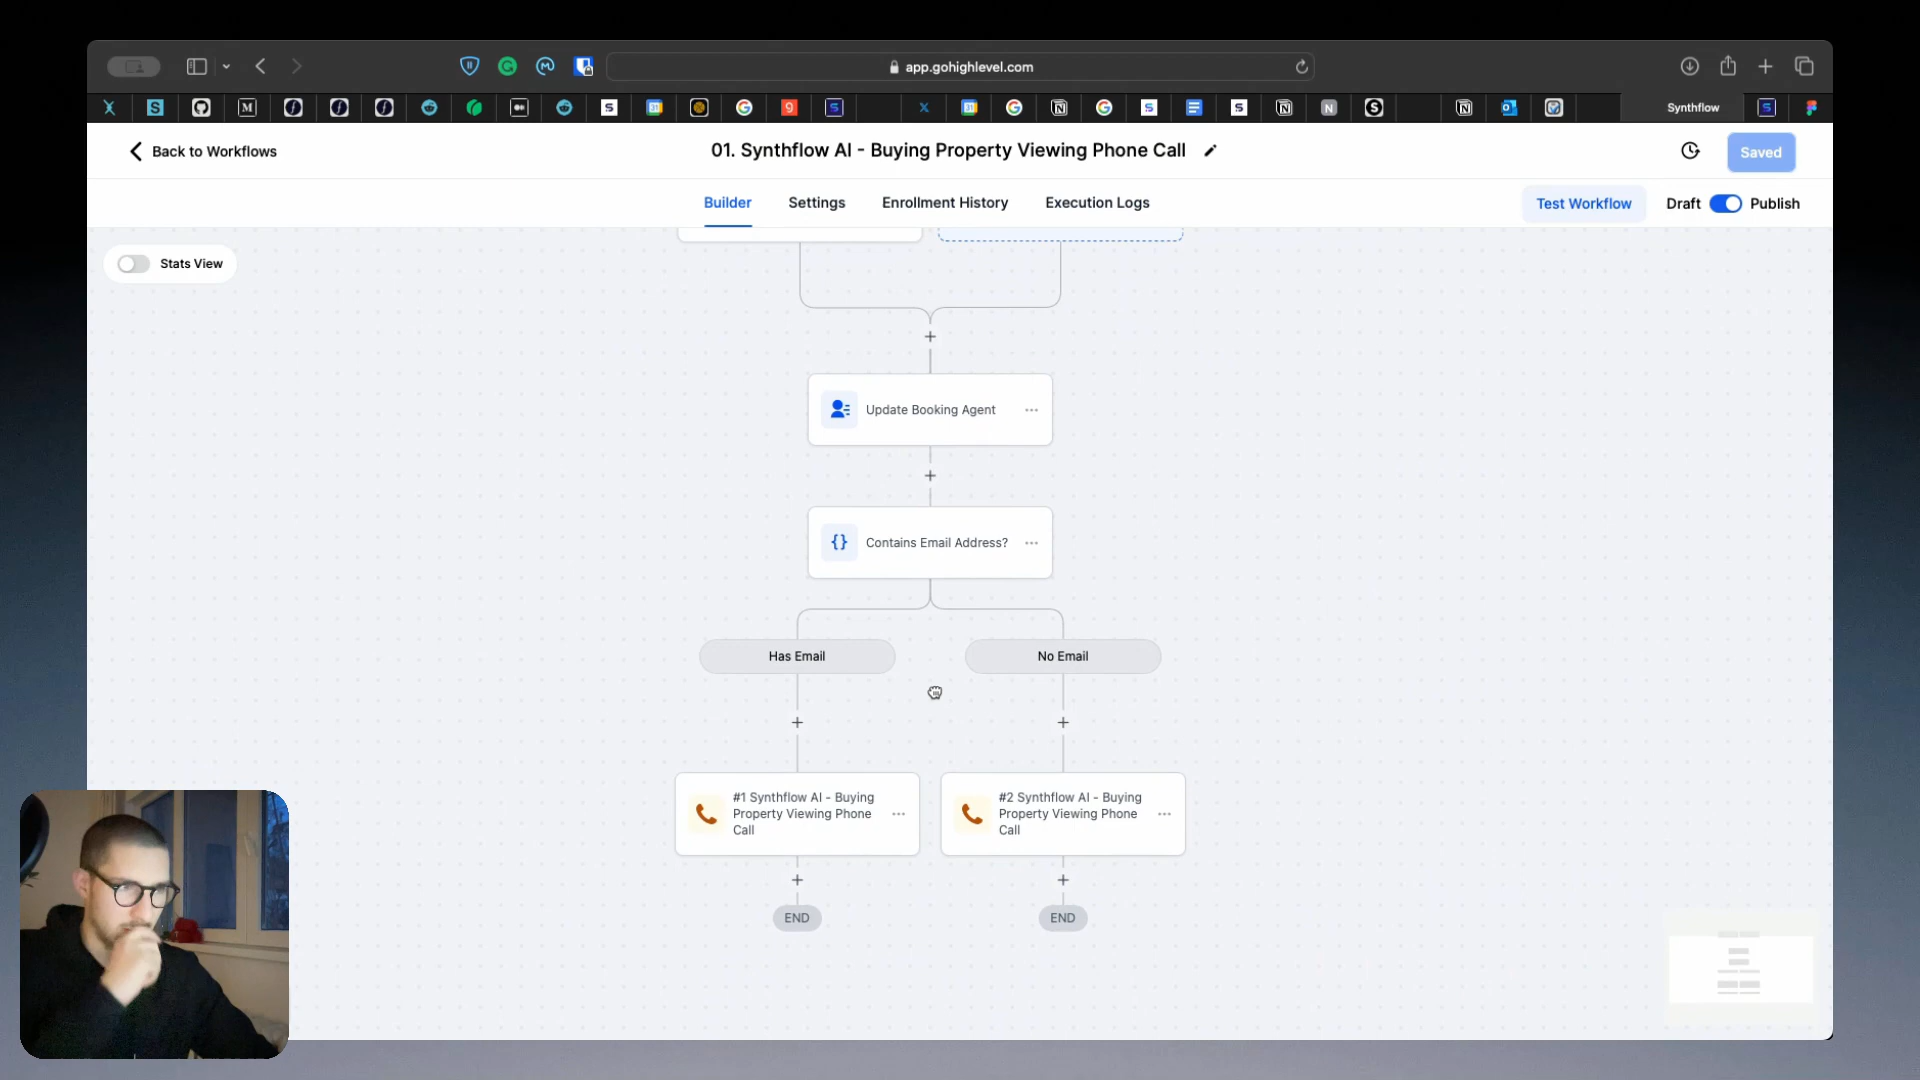 app.gohighlevel.com
Synthflow
Back to Workflows
01. Synthflow AI - Buying Property Viewing Phone Call
Saved
Builder
Settings
Enrollment History
Execution Logs
Test Workflow
Draft
Publish
Stats View
Update Booking Agent
Contains Email Address?
Has Email
No Email
#1 Synthflow AI - Buying
Property Viewing Phone
Call
#2 Synthflow AI - Buying
Property Viewing Phone
Call
END
END